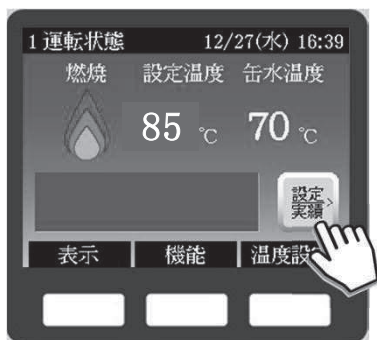 1 運転状態 12/27(水) 16:39
燃焼 設定温度 缶水温度
85 ℃ 70 ℃
設定
実績>
表示 機能 温度設